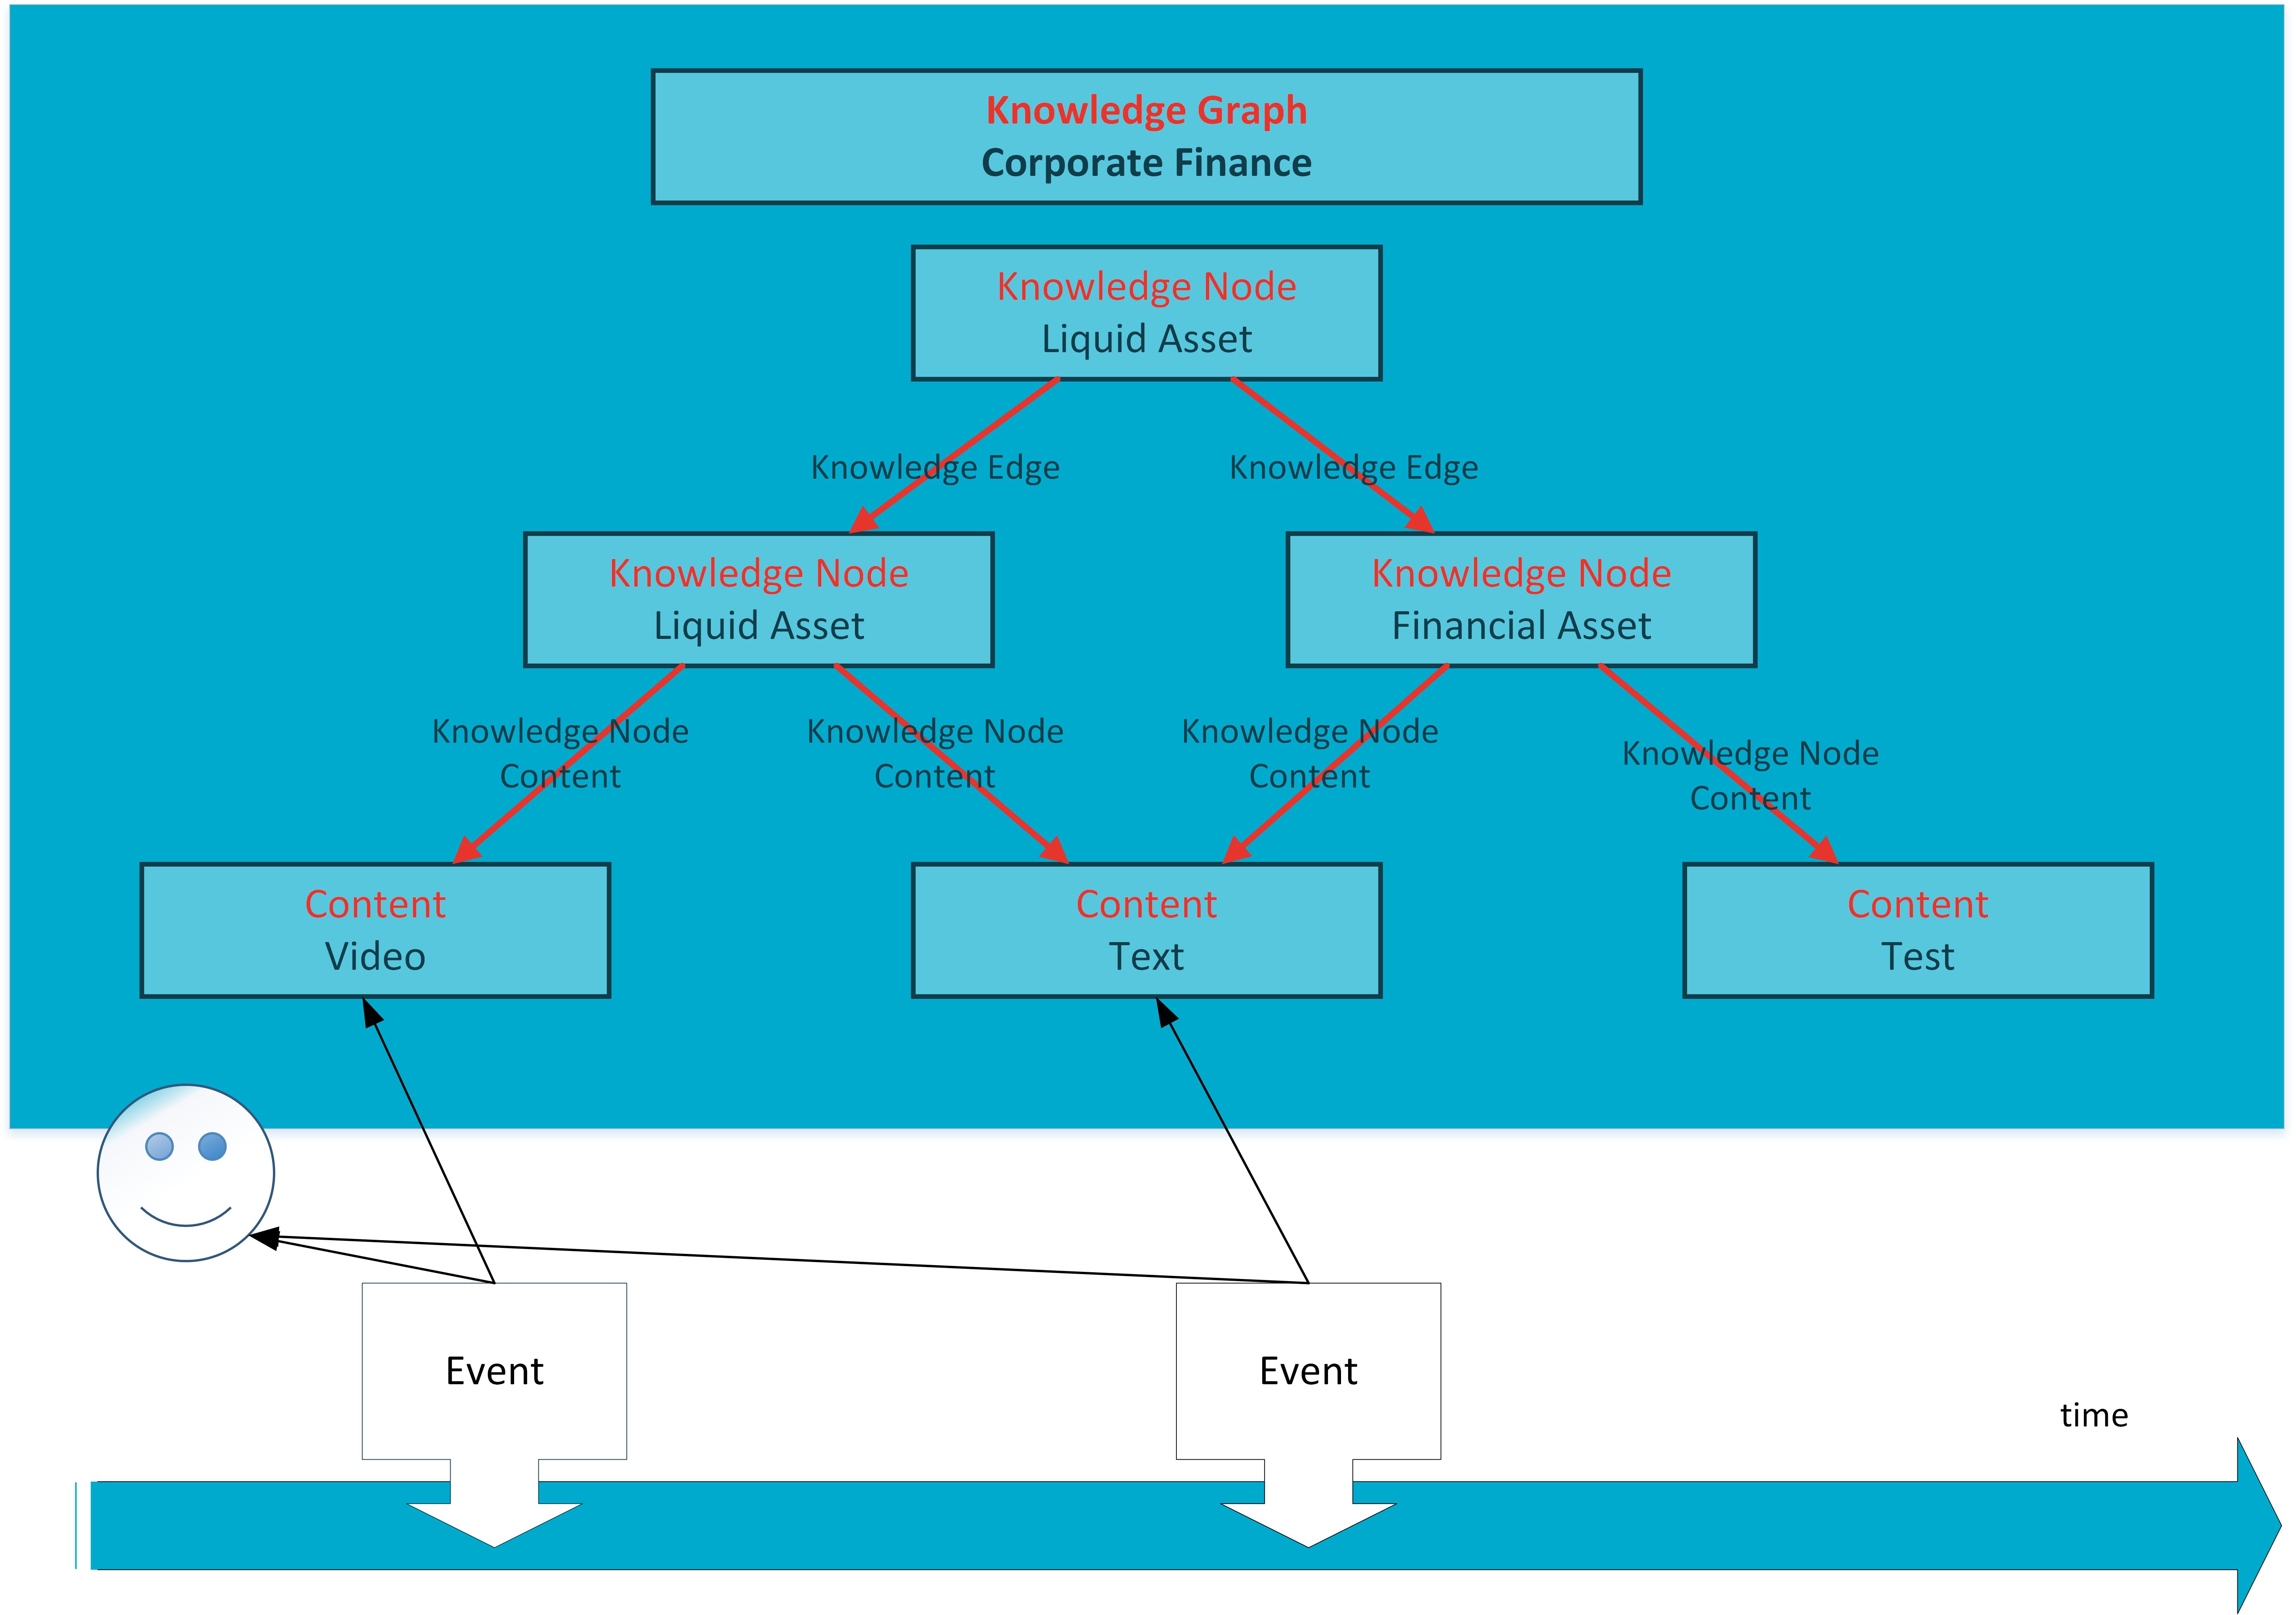 Knowledge Graph
Corporate Finance
Knowledge Node
Liquid Asset
Knowledge Edge
Knowledge Edge
Knowledge Node
Liquid Asset
Knowledge Node
Financial Asset
Knowledge Node
Content
Knowledge Node
Content
Knowledge Node
Content
Knowledge Node
Content
Content
Video
Content
Text
Content
Test
Event
Event
time